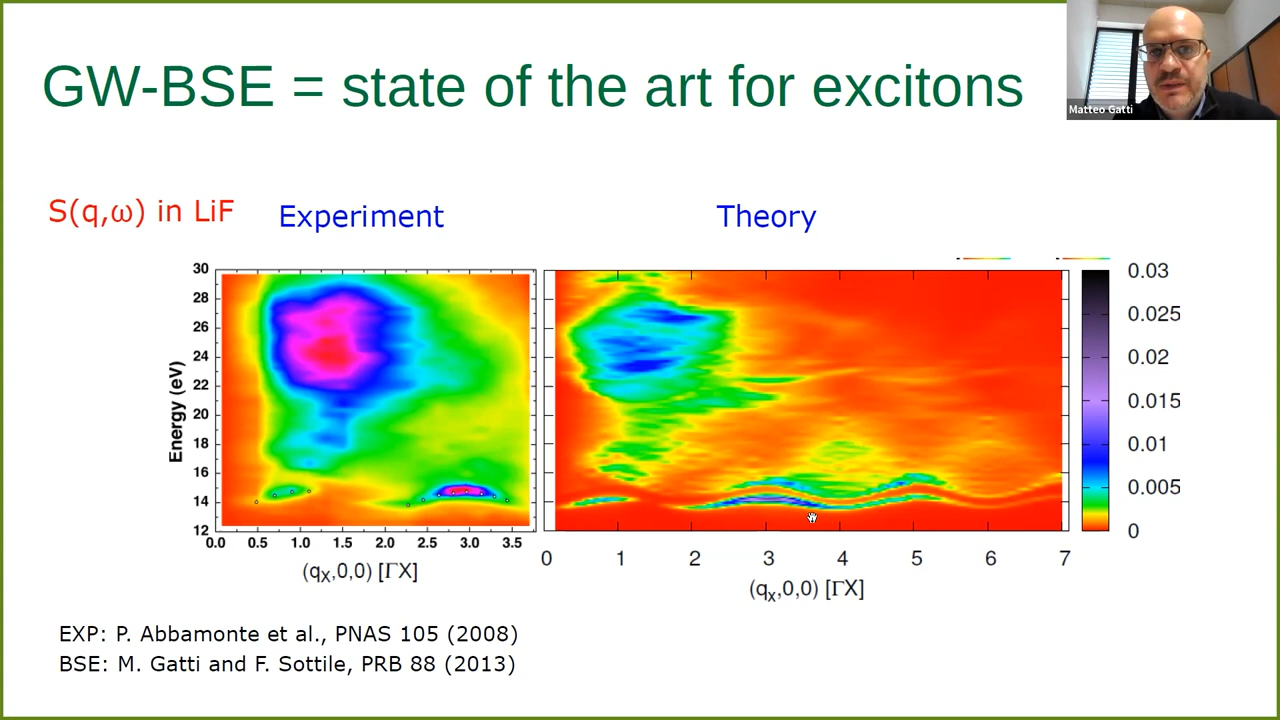 GW-BSE = state of the art for excitons
Matteo Gatti
S(q,ω) in LiF
Experiment
Theory
30
28
26
24
22
20
18
16
14
12
Energy (eV)
0.0 0.5 1.0 1.5 2.0 2.5 3.0 3.5
(qx,0,0) [ΓX]
0 1 2 3 4 5 6 7
(qx,0,0) [ΓX]
0.03
0.025
0.02
0.015
0.01
0.005
0
EXP: P. Abbamonte et al., PNAS 105 (2008)
BSE: M. Gatti and F. Sottile, PRB 88 (2013)